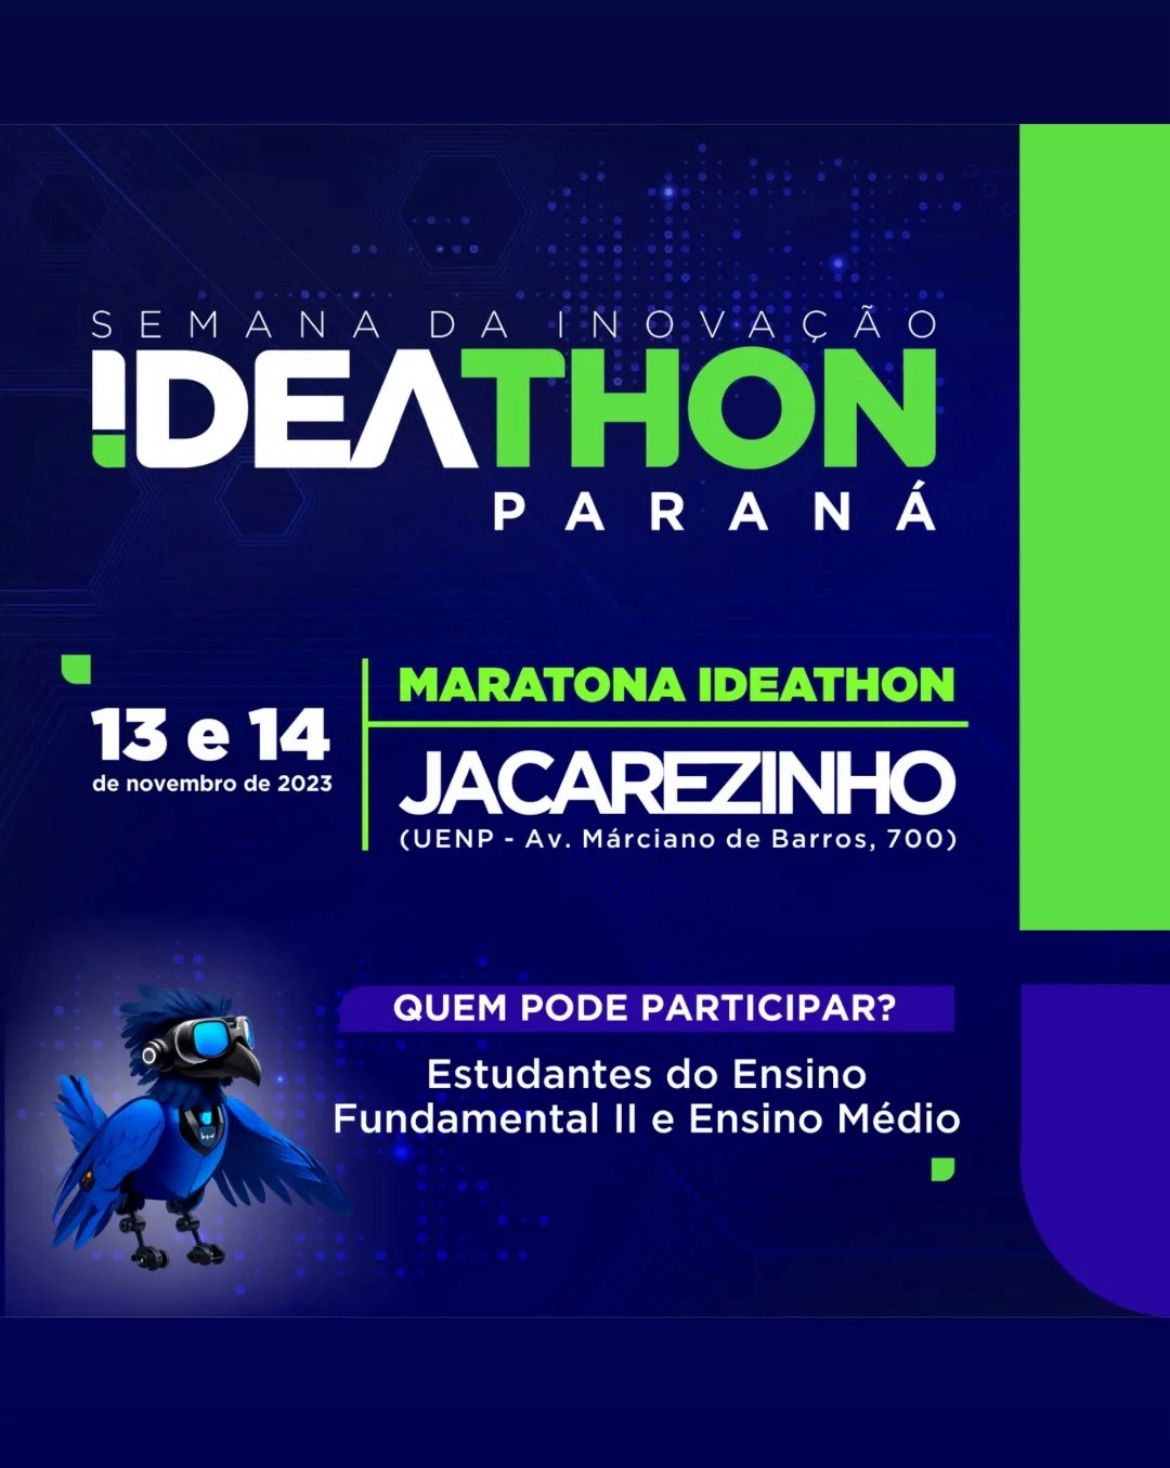 SEMANA DA INOVAÇÃO
IDEATHON
PARANÁ
13 e 14
de novembro de 2023
MARATONA IDEATHON
JACAREZINHO
(UENP - Av. Márciano de Barros, 700)
QUEM PODE PARTICIPAR?
Estudantes do Ensino
Fundamental II e Ensino Médio